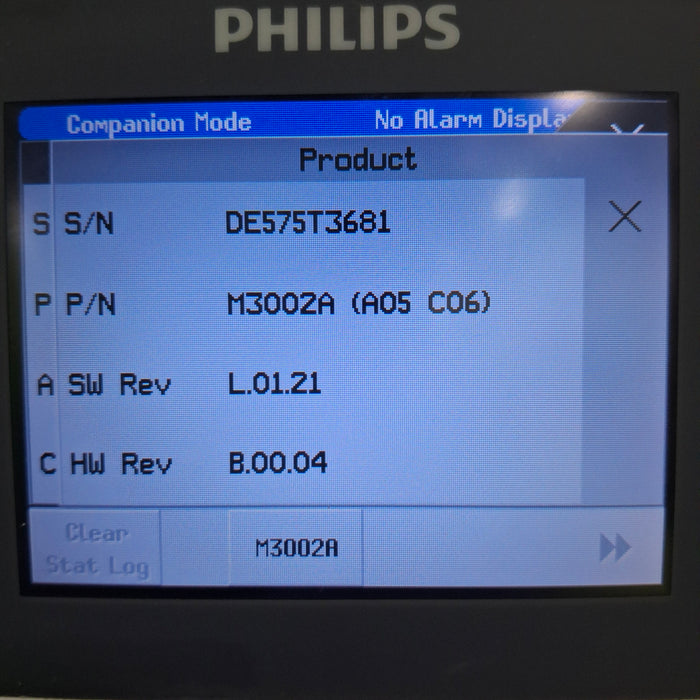 PHILIPS
Companion Mode No Alarm
Product
S S/N DE575T3681
P P/N M3002A (A05 C06)
A SW Rev L.01.21
C HW Rev B.00.04
Clear
Stat Log
M3002A